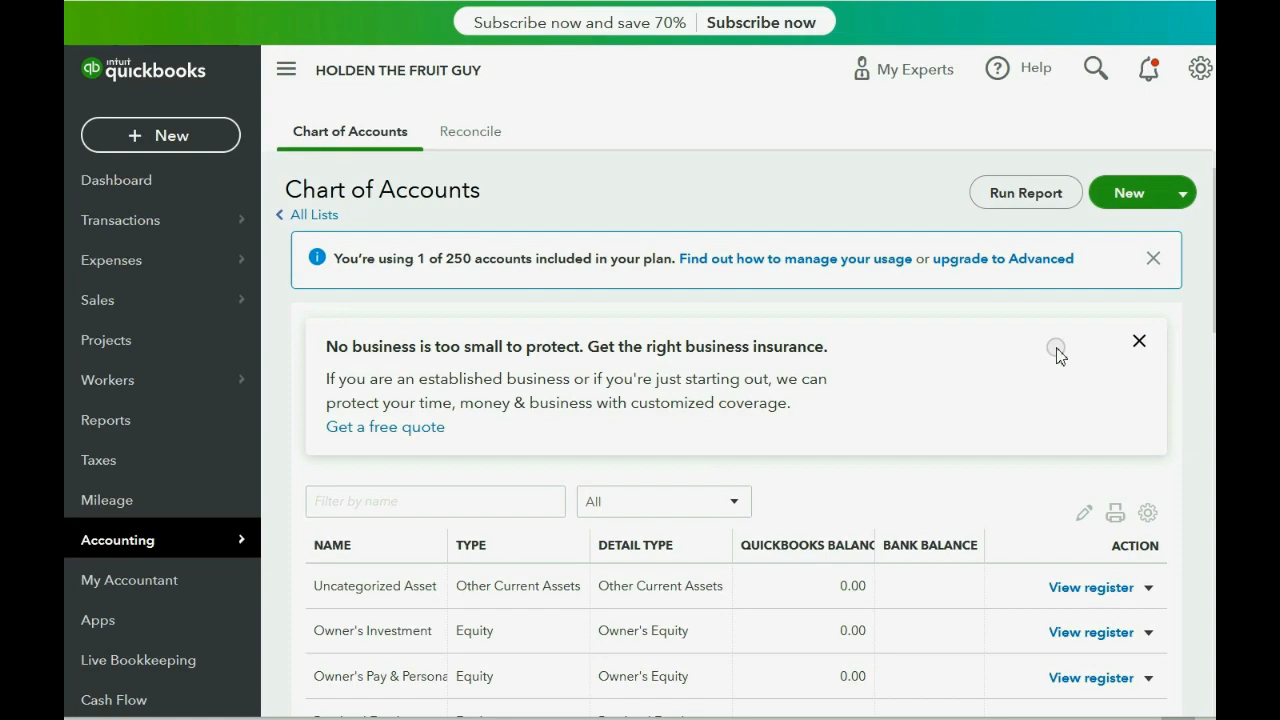 Subscribe now and save 70% Subscribe now
intuit
quickbooks
HOLDEN THE FRUIT GUY
My Experts
Help
+ New
Dashboard
Transactions
Expenses
Sales
Projects
Workers
Reports
Taxes
Mileage
Accounting
My Accountant
Apps
Live Bookkeeping
Cash Flow
Chart of Accounts
Reconcile
Chart of Accounts
All Lists
Run Report
New
You're using 1 of 250 accounts included in your plan. Find out how to manage your usage or upgrade to Advanced
No business is too small to protect. Get the right business insurance.
If you are an established business or if you're just starting out, we can
protect your time, money & business with customized coverage.
Get a free quote
Filter by name
All
NAME TYPE DETAIL TYPE QUICKBOOKS BALANC BANK BALANCE ACTION
Uncategorized Asset Other Current Assets Other Current Assets 0.00 View register
Owner's Investment Equity Owner's Equity 0.00 View register
Owner's Pay & Persona Equity Owner's Equity 0.00 View register